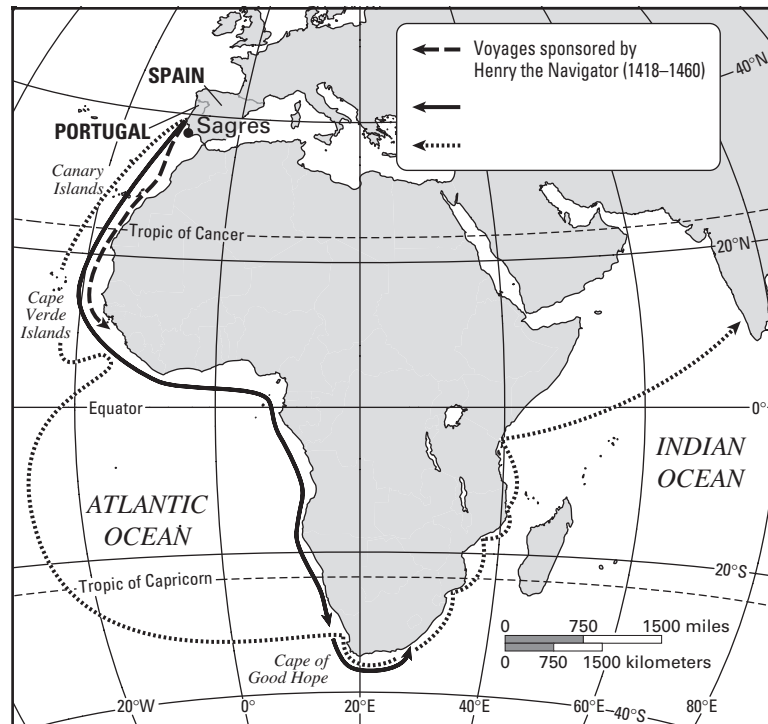 Voyages sponsored by
Henry the Navigator (1418–1460)
40°N
SPAIN
PORTUGAL
Sagres
Canary
Islands
Tropic of Cancer
20°N
Cape
Verde
Islands
Equator
0°
INDIAN
OCEAN
ATLANTIC
OCEAN
20°S
Tropic of Capricorn
0 750 1500 miles
0 750 1500 kilometers
Cape of
Good Hope
20°W 0° 20°E 40°E 60°E 40°S 80°E